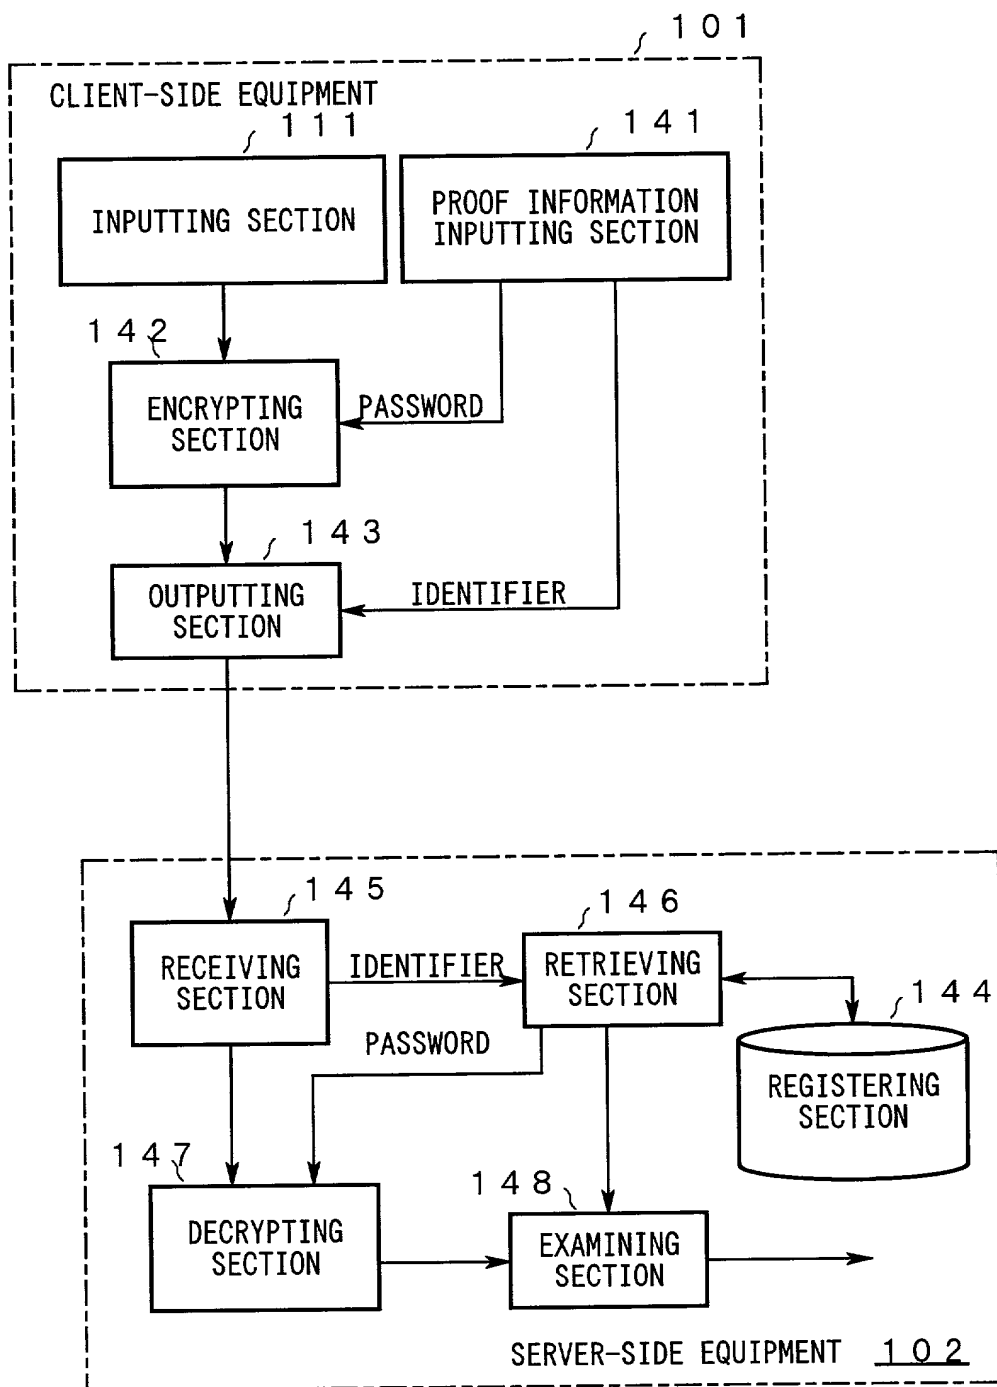 101
CLIENT-SIDE EQUIPMENT
111
141
INPUTTING SECTION
PROOF INFORMATION
INPUTTING SECTION
142
ENCRYPTING
SECTION
PASSWORD
143
OUTPUTTING
SECTION
IDENTIFIER
145
146
RECEIVING
SECTION
IDENTIFIER
RETRIEVING
SECTION
144
PASSWORD
REGISTERING
SECTION
147
148
DECRYPTING
SECTION
EXAMINING
SECTION
SERVER-SIDE EQUIPMENT 102